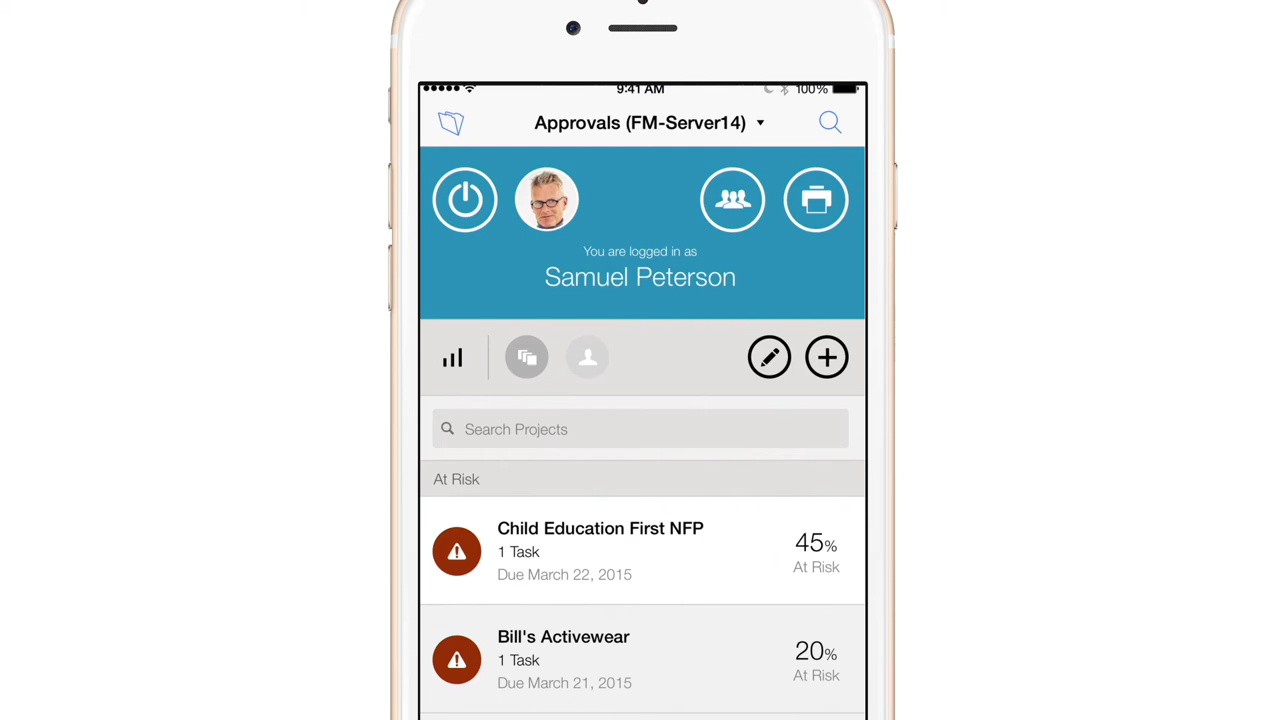 9:41 AM 100%
Approvals (FM-Server14)
You are logged in as
Samuel Peterson
Search Projects
At Risk
Child Education First NFP
1 Task
Due March 22, 2015
45%
At Risk
Bill's Activewear
1 Task
Due March 21, 2015
20%
At Risk